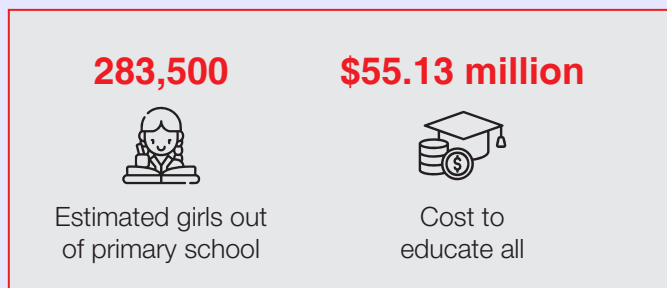 283,500
$55.13 million
$
Estimated girls out
of primary school
Cost to
educate all